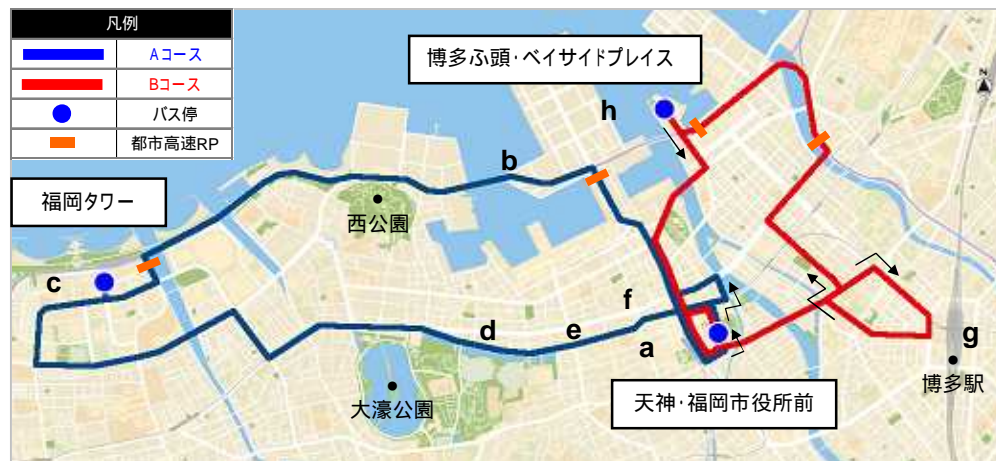 凡例
Aコース
Bコース
バス停
都市高速RP
博多ふ頭・ベイサイドプレイス
N
h
b
福岡タワー
西公園
c
f
d
e
a
g
大濠公園
博多駅
天神・福岡市役所前